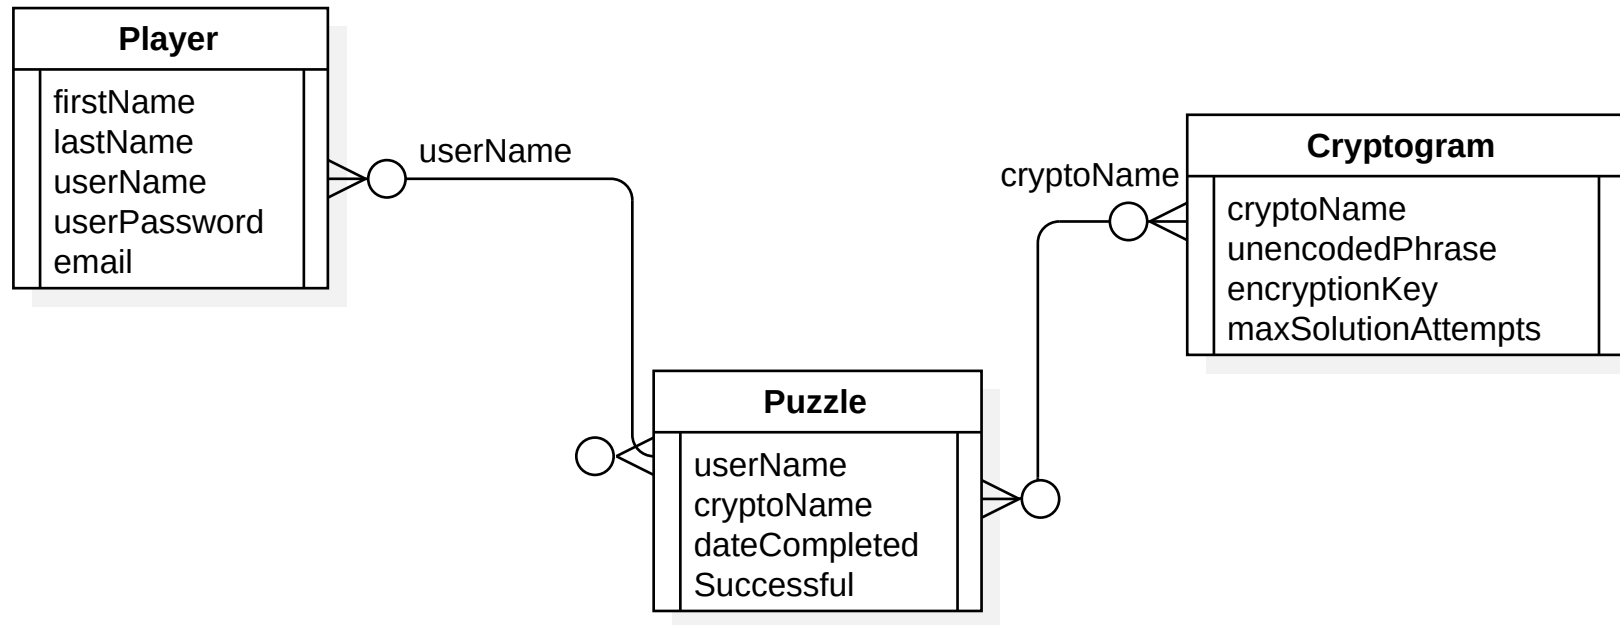 Player
firstName
lastName
userName
userPassword
email
userName
cryptoName
Cryptogram
cryptoName
unencodedPhrase
encryptionKey
maxSolutionAttempts
Puzzle
userName
cryptoName
dateCompleted
Successful